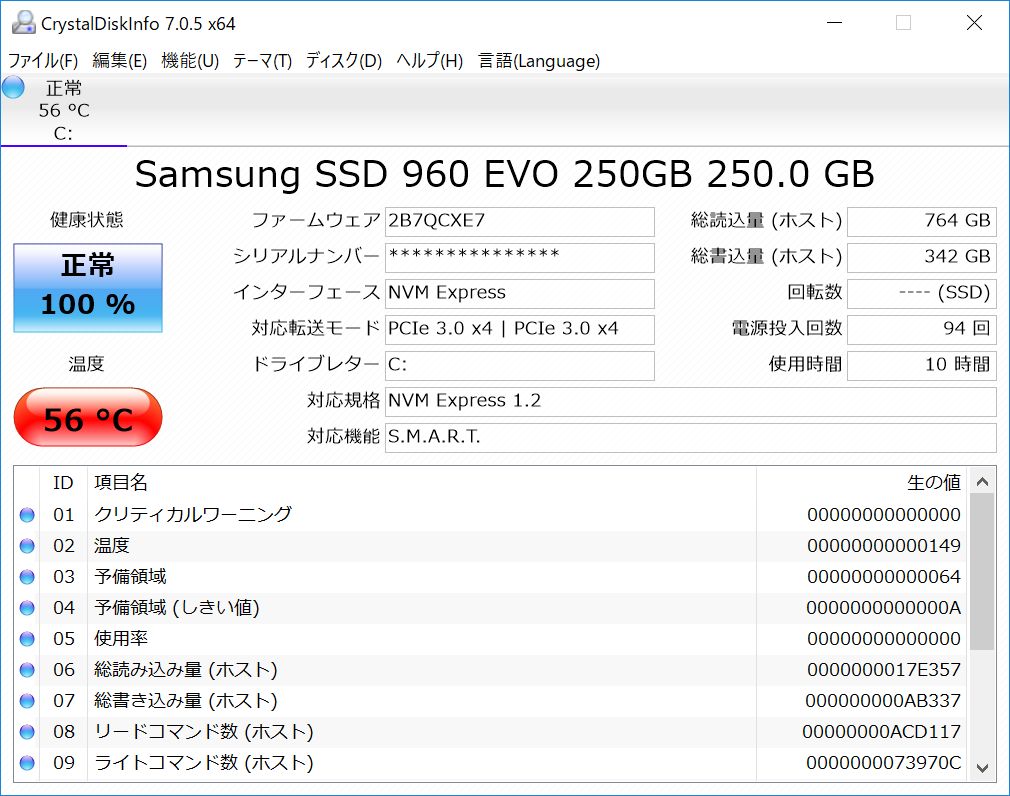 CrystalDiskInfo 7.0.5 x64
ファイル(F) 編集(E) 機能(U) テーマ(T) ディスク(D) ヘルプ(H) 言語(Language)
正常
56 °C
C:
Samsung SSD 960 EVO 250GB 250.0 GB
健康状態
正常
100 %
温度
56 °C
ファームウェア 2B7QCXE7 総読込量 (ホスト) 764 GB
シリアルナンバー *************** 総書込量 (ホスト) 342 GB
インターフェース NVM Express 回転数 ---- (SSD)
対応転送モード PCIe 3.0 x4 | PCIe 3.0 x4 電源投入回数 94 回
ドライブレター C: 使用時間 10 時間
対応規格 NVM Express 1.2
対応機能 S.M.A.R.T.
ID 項目名 生の値
01 クリティカルワーニング 00000000000000
02 温度 00000000000149
03 予備領域 00000000000064
04 予備領域 (しきい値) 0000000000000A
05 使用率 00000000000000
06 総読み込み量 (ホスト) 0000000017E357
07 総書き込み量 (ホスト) 000000000AB337
08 リードコマンド数 (ホスト) 00000000ACD117
09 ライトコマンド数 (ホスト) 0000000073970C